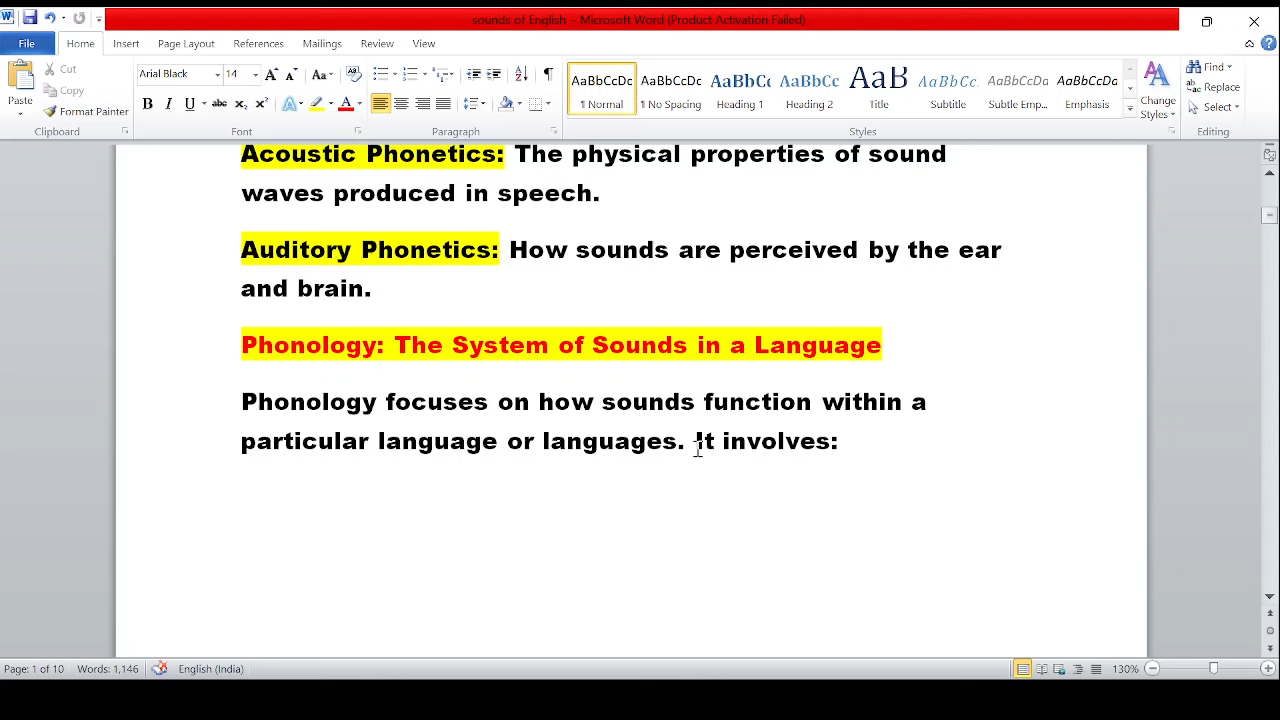 sounds of English - Microsoft Word (Product Activation Failed)
File Home Insert Page Layout References Mailings Review View
Paste
Cut
Copy
Format Painter
Clipboard
Arial Black 14
Font
Paragraph
AaBbCcDc AaBbCcDc AaBbCc AaBbCc AaB AaBbCc. AaBbCcDc AaBbCcDc
¶ Normal ¶ No Spacing Heading 1 Heading 2 Title Subtitle Subtle Emp... Emphasis
Change
Styles
Styles
Find
Replace
Select
Editing
Acoustic Phonetics: The physical properties of sound
waves produced in speech.
Auditory Phonetics: How sounds are perceived by the ear
and brain.
Phonology: The System of Sounds in a Language
Phonology focuses on how sounds function within a
particular language or languages. It involves:
Page: 1 of 10 Words: 1,146 English (India) 130%